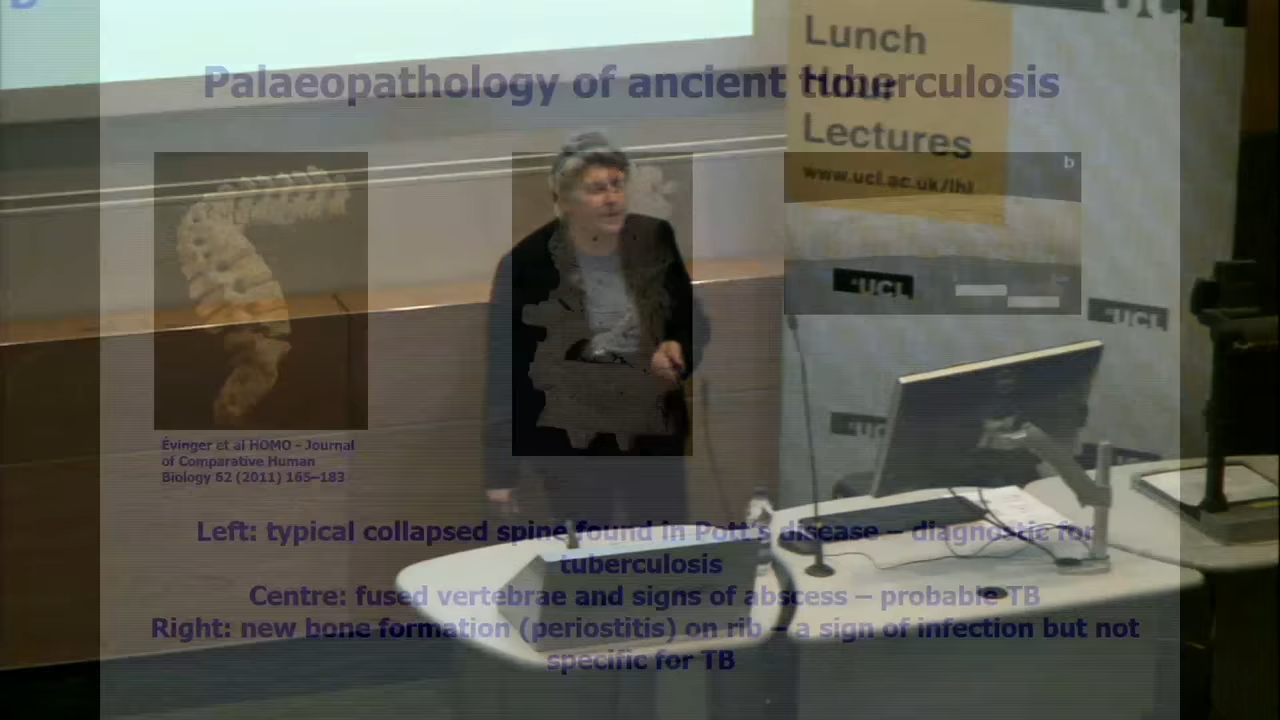 UCL
Lunch
Hour
Lectures
www.ucl.ac.uk/lhl
Palaeopathology of ancient tuberculosis
b
UCL
UCL
Évinger et al HOMO - Journal
of Comparative Human
Biology 62 (2011) 165–183
Left: typical collapsed spine found in Pott's disease – diagnostic for
tuberculosis
Centre: fused vertebrae and signs of abscess – probable TB
Right: new bone formation (periostitis) on rib – a sign of infection but not
specific for TB